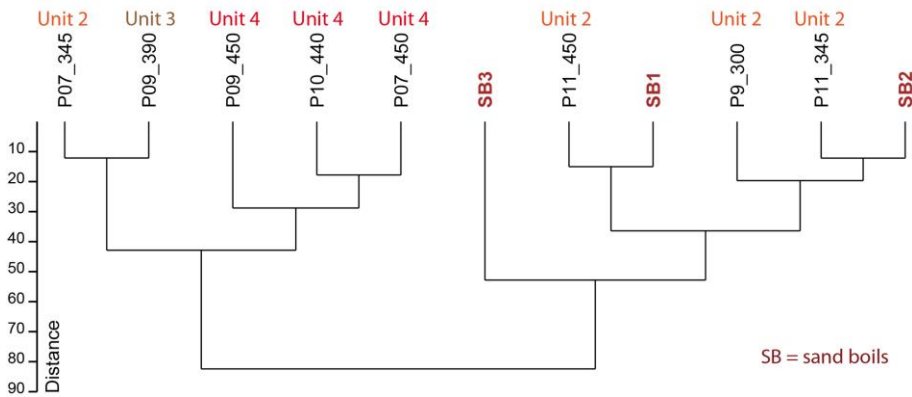 Unit 2 Unit 3 Unit 4 Unit 4 Unit 4 Unit 2 Unit 2 Unit 2
P07_345
P09_390
P09_450
P10_440
P07_450
SB3
P11_450
SB1
P9_300
P11_345
SB2
10
20
30
40
50
60
70
80
90
Distance
SB = sand boils